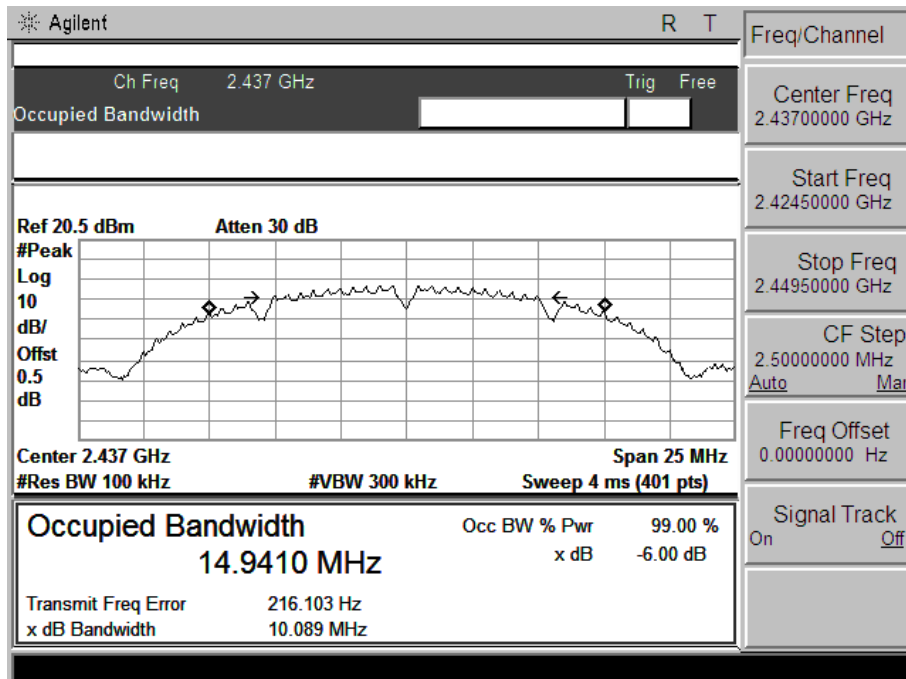 Agilent R T
Ch Freq 2.437 GHz Trig Free
Occupied Bandwidth
Ref 20.5 dBm Atten 30 dB
#Peak
Log
10
dB/
Offst
0.5
dB
Center 2.437 GHz Span 25 MHz
#Res BW 100 kHz #VBW 300 kHz Sweep 4 ms (401 pts)
Occupied Bandwidth Occ BW % Pwr 99.00 %
14.9410 MHz x dB -6.00 dB
Transmit Freq Error 216.103 Hz
x dB Bandwidth 10.089 MHz
Freq/Channel
Center Freq
2.43700000 GHz
Start Freq
2.42450000 GHz
Stop Freq
2.44950000 GHz
CF Step
2.50000000 MHz
Auto Man
Freq Offset
0.00000000 Hz
Signal Track
On Off